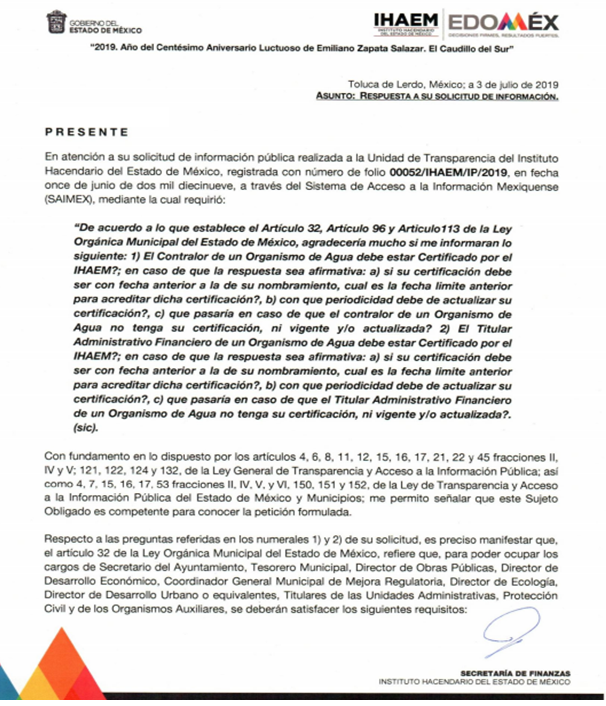 GOBIERNO DEL
ESTADO DE MÉXICO
IHAEM
INSTITUTO HACENDARIO
DEL ESTADO DE MÉXICO
EDOMÉX
DECISIONES FIRMES, RESULTADOS FUERTES.
“2019. Año del Centésimo Aniversario Luctuoso de Emiliano Zapata Salazar. El Caudillo del Sur”
Toluca de Lerdo, México; a 3 de julio de 2019
ASUNTO: RESPUESTA A SU SOLICITUD DE INFORMACIÓN.
P R E S E N T E
En atención a su solicitud de información pública realizada a la Unidad de Transparencia del Instituto
Hacendario del Estado de México, registrada con número de folio 00052/IHAEM/IP/2019, en fecha
once de junio de dos mil diecinueve, a través del Sistema de Acceso a la Información Mexiquense
(SAIMEX), mediante la cual requirió:
“De acuerdo a lo que establece el Artículo 32, Artículo 96 y Articulo113 de la Ley
Orgánica Municipal del Estado de México, agradecería mucho si me informaran lo
siguiente: 1) El Contralor de un Organismo de Agua debe estar Certificado por el
IHAEM?; en caso de que la respuesta sea afirmativa: a) si su certificación debe
ser con fecha anterior a la de su nombramiento, cual es la fecha límite anterior
para acreditar dicha certificación?, b) con que periodicidad debe de actualizar su
certificación?, c) que pasaría en caso de que el contralor de un Organismo de
Agua no tenga su certificación, ni vigente y/o actualizada? 2) El Titular
Administrativo Financiero de un Organismo de Agua debe estar Certificado por el
IHAEM?; en caso de que la respuesta sea afirmativa: a) si su certificación debe
ser con fecha anterior a la de su nombramiento, cual es la fecha límite anterior
para acreditar dicha certificación?, b) con que periodicidad debe de actualizar su
certificación?, c) que pasaría en caso de que el Titular Administrativo Financiero
de un Organismo de Agua no tenga su certificación, ni vigente y/o actualizada?.
(sic).
Con fundamento en lo dispuesto por los artículos 4, 6, 8, 11, 12, 15, 16, 17, 21, 22 y 45 fracciones II,
IV y V; 121, 122, 124 y 132, de la Ley General de Transparencia y Acceso a la Información Pública; así
como 4, 7, 15, 16, 17, 53 fracciones II, IV, V, y VI, 150, 151 y 152, de la Ley de Transparencia y Acceso
a la Información Pública del Estado de México y Municipios; me permito señalar que este Sujeto
Obligado es competente para conocer la petición formulada.
Respecto a las preguntas referidas en los numerales 1) y 2) de su solicitud, es preciso manifestar que,
el artículo 32 de la Ley Orgánica Municipal del Estado de México, refiere que, para poder ocupar los
cargos de Secretario del Ayuntamiento, Tesorero Municipal, Director de Obras Públicas, Director de
Desarrollo Económico, Coordinador General Municipal de Mejora Regulatoria, Director de Ecología,
Director de Desarrollo Urbano o equivalentes, Titulares de las Unidades Administrativas, Protección
Civil y de los Organismos Auxiliares, se deberán satisfacer los siguientes requisitos:
SECRETARÍA DE FINANZAS
INSTITUTO HACENDARIO DEL ESTADO DE MÉXICO